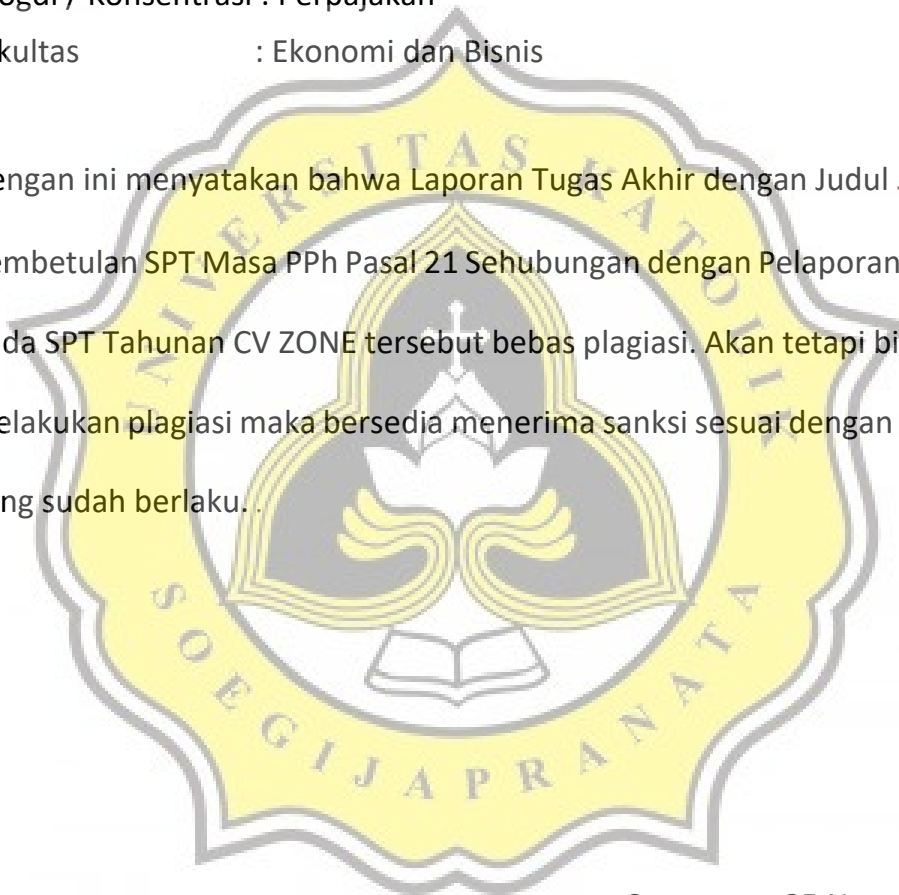 / Konsentrasi : Perpajakan
: Ekonomi dan Bisnis
engan ini menyatakan bahwa Laporan Tugas Akhir dengan Judul
embetulan SPT Masa PPh Pasal 21 Sehubungan dengan Pelaporan
da SPT Tahunan CV ZONE tersebut bebas plagiasi. Akan tetapi bi
elakukan plagiasi maka bersedia menerima sanksi sesuai dengan
ng sudah berlaku. .
UNIVERSITAS KATOLIK
SOEGIJAPRANATA